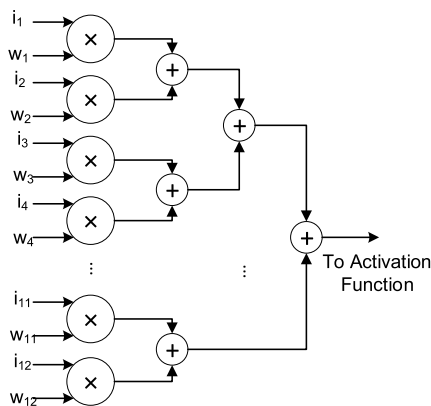 i₁
w₁
i₂
w₂
i₃
w₃
i₄
w₄
...
...
i₁₁
w₁₁
i₁₂
w₁₂
×
×
×
×
×
×
+
+
+
+
+
To Activation
Function